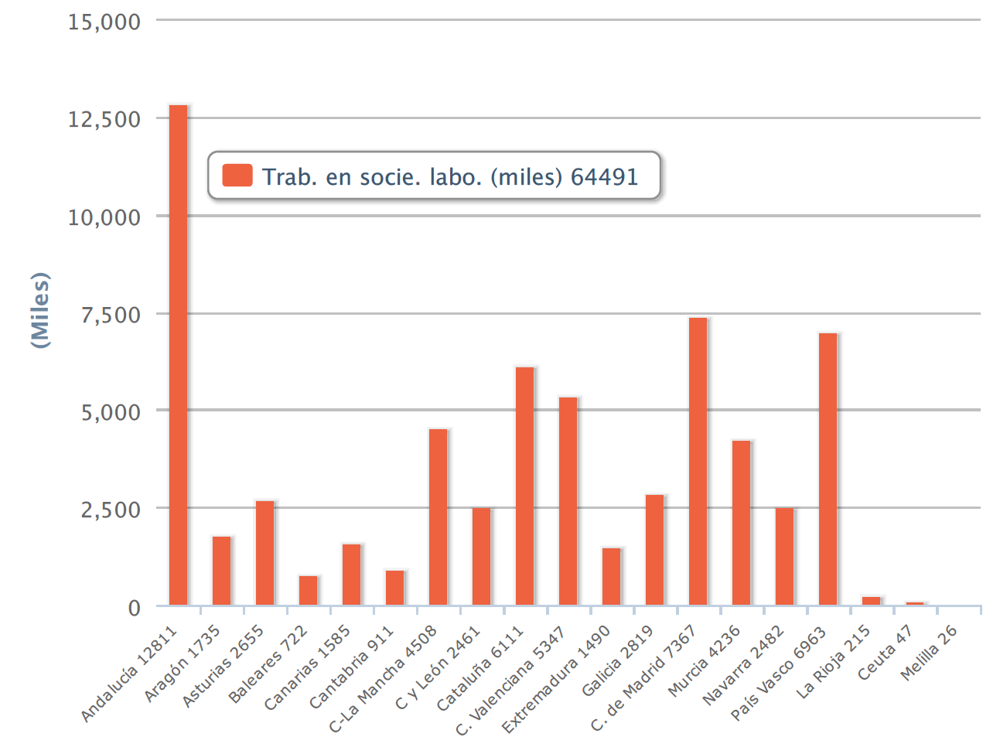 15,000
12,500
10,000
7,500
5,000
2,500
0
(Miles)
Trab. en socie. labo. (miles) 64491
Andalucía 12811
Aragón 1735
Asturias 2655
Baleares 722
Canarias 1585
Cantabria 911
C-La Mancha 4508
C y León 2461
Cataluña 6111
C. Valenciana 5347
Extremadura 1490
Galicia 2819
C. de Madrid 7367
Murcia 4236
Navarra 2482
País Vasco 6963
La Rioja 215
Ceuta 47
Melilla 26